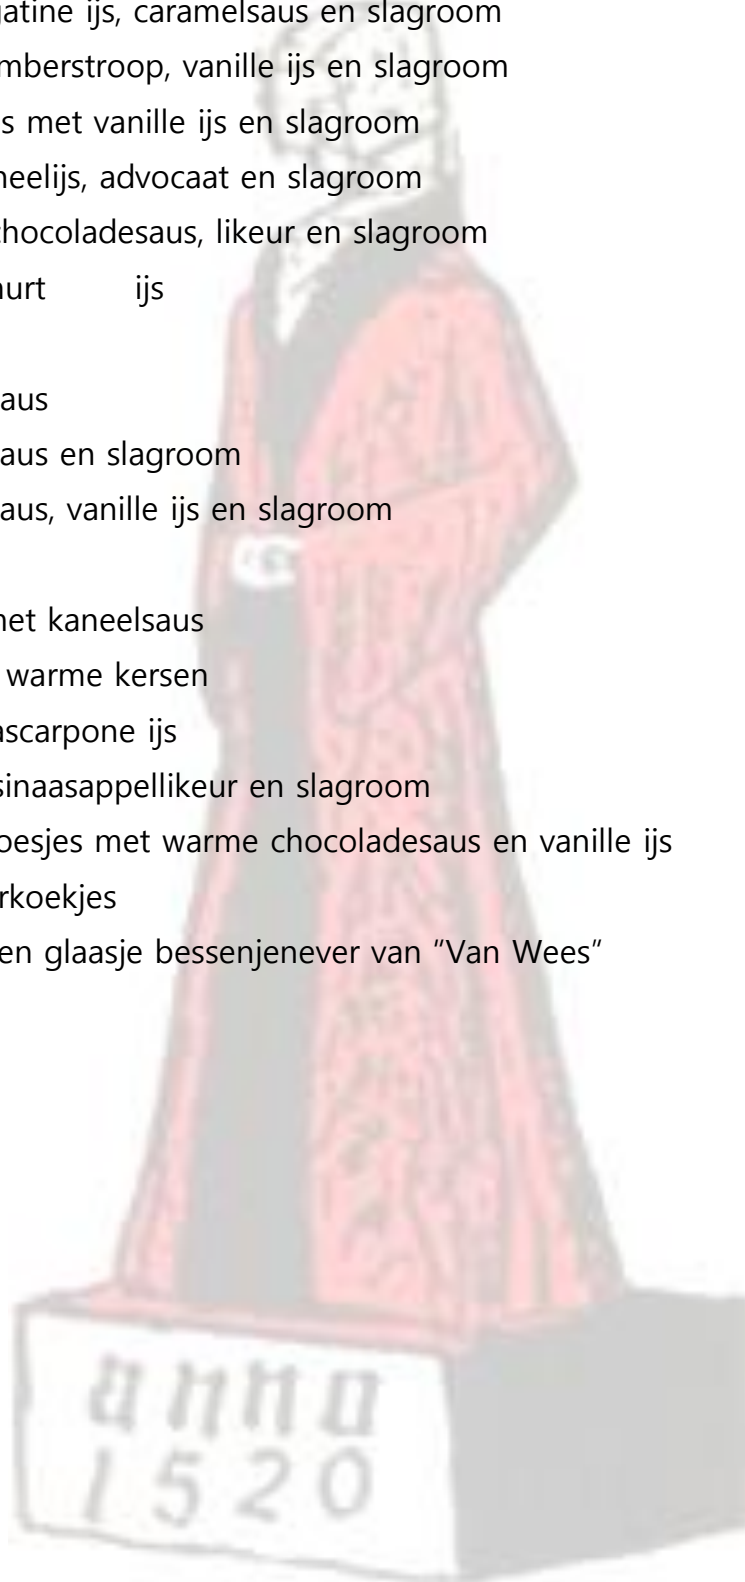 gatine ijs, caramelsaus en slagroom
mberstroop, vanille ijs en slagroom
s met vanille ijs en slagroom
neelijs, advocaat en slagroom
chocoladesaus, likeur en slagroom
urt ijs
aus
aus en slagroom
aus, vanille ijs en slagroom
net kaneelsaus
warme kersen
ascarpone ijs
sinaasappellikeur en slagroom
oesjes met warme chocoladesaus en vanille ijs
rkoekjes
en glaasje bessenjenever van “Van Wees”
anno
1520